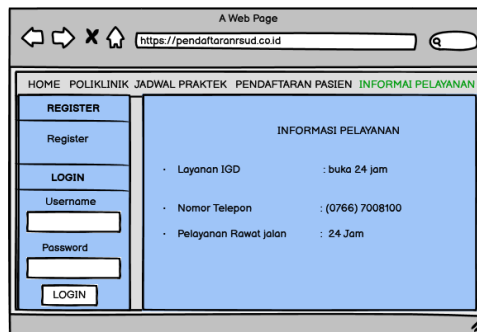 A Web Page
https://pendaftaranrsud.co.id
HOME POLIKLINIK JADWAL PRAKTEK PENDAFTARAN PASIEN INFORMAI PELAYANAN
REGISTER
Register
LOGIN
Username
Password
LOGIN
INFORMASI PELAYANAN
· Layanan IGD : buka 24 jam
· Nomor Telepon : (0766) 7008100
· Pelayanan Rawat jalan : 24 Jam